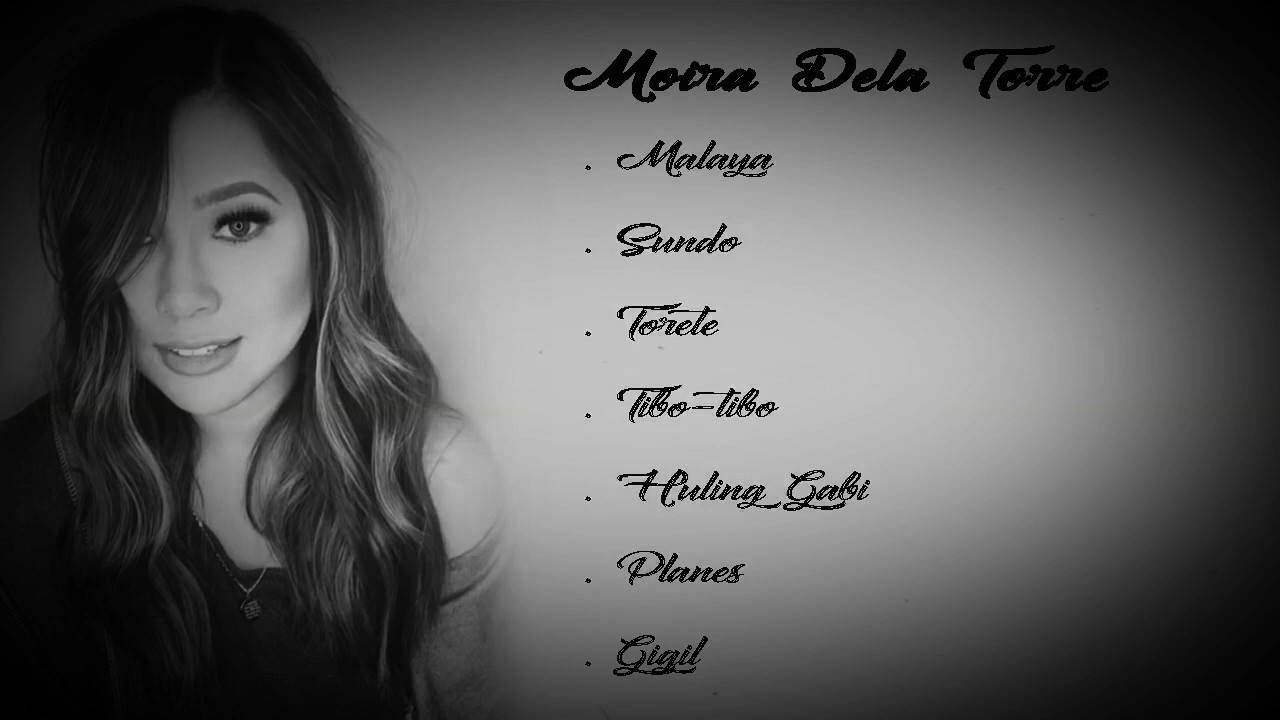 Moira Dela Torre
. Malaya
. Sundo
. Torete
. Tibo-tibo
. Huling Gabi
. Planes
. Gigil